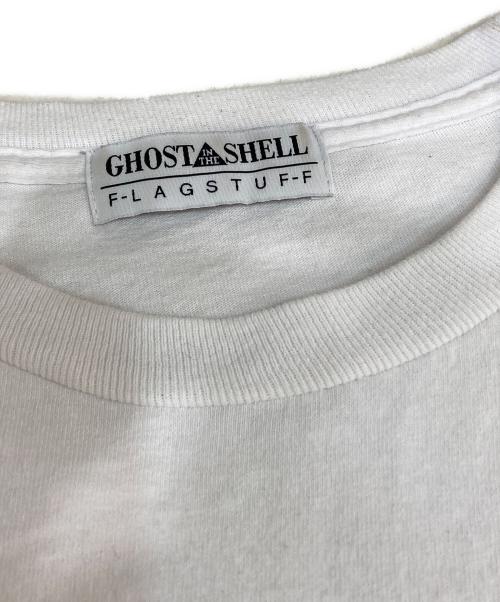 GHOST IN THE SHELL
F-LAGSTUF-F